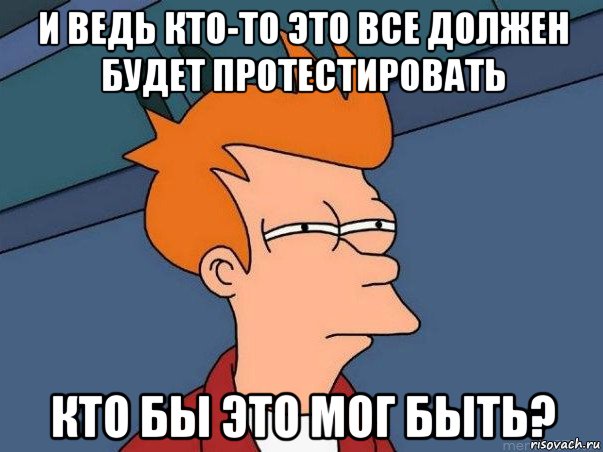 И ВЕДЬ КТО-ТО ЭТО ВСЕ ДОЛЖЕН
БУДЕТ ПРОТЕСТИРОВАТЬ
КТО БЫ ЭТО МОГ БЫТЬ?
risovach.ru